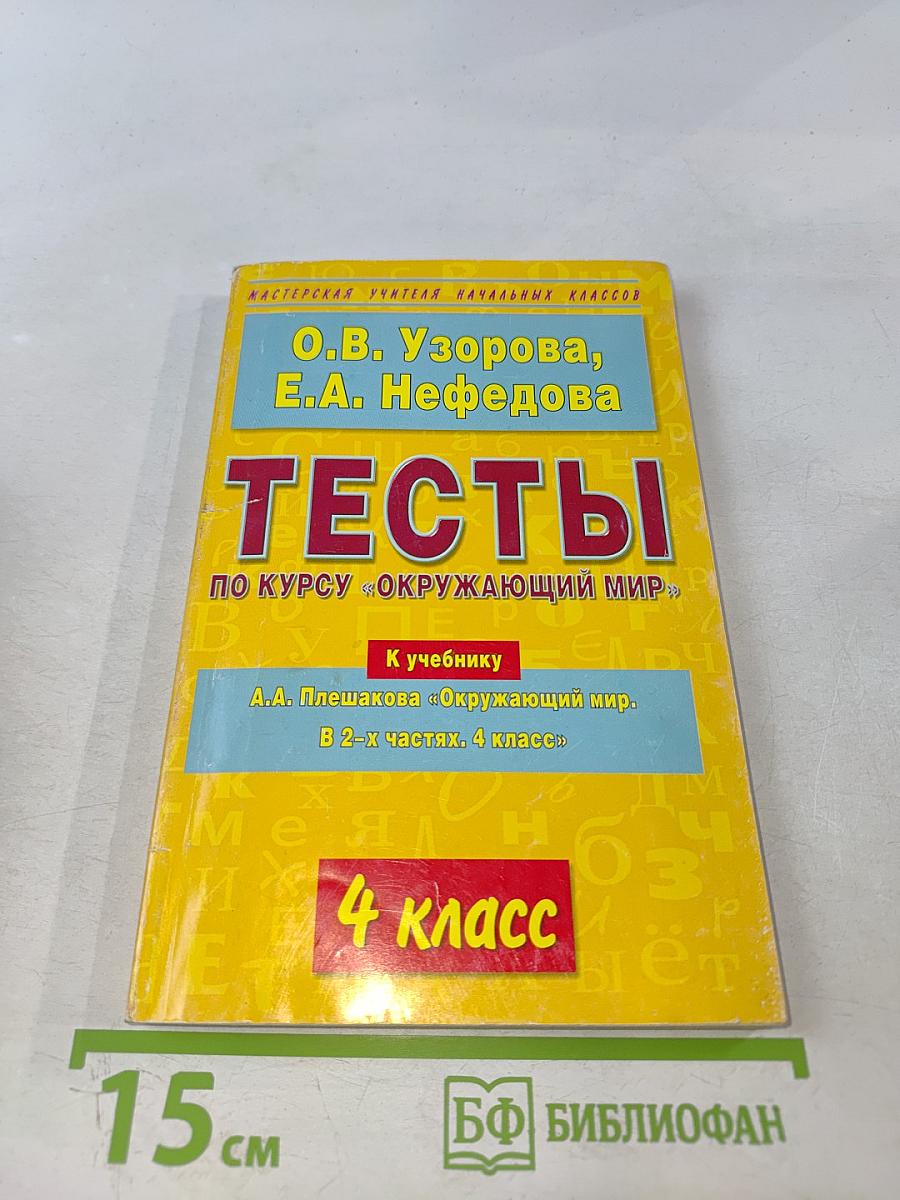 МАСТЕРСКАЯ УЧИТЕЛЯ НАЧАЛЬНЫХ КЛАССОВ
О.В. Узорова,
Е.А. Нефедова
ТЕСТЫ
ПО КУРСУ «ОКРУЖАЮЩИЙ МИР»
К учебнику
А.А. Плешакова «Окружающий мир.
В 2-х частях. 4 класс»
4 класс
15 см
БФ БИБЛИОФАН